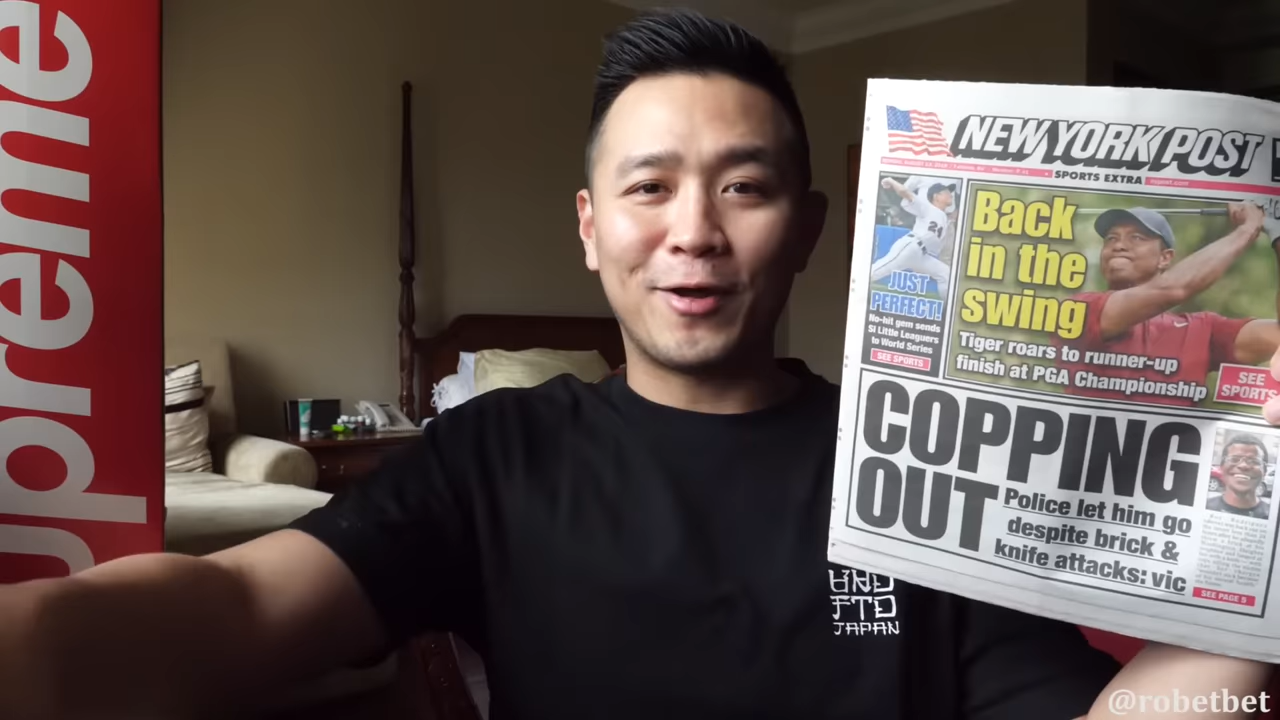 upreme
NEW YORK POST
SPORTS EXTRA
24
JUST
PERFECT!
No-hit gem sends
SI Little Leaguers
to World Series
SEE SPORTS
Back
in the
swing
Tiger roars to runner-up
finish at PGA Championship
SEE
SPORTS
COPPING
OUT
Police let him go
despite brick &
knife attacks: vic
SEE PAGE 5
UND
FTD
JAPAN
@robetbet